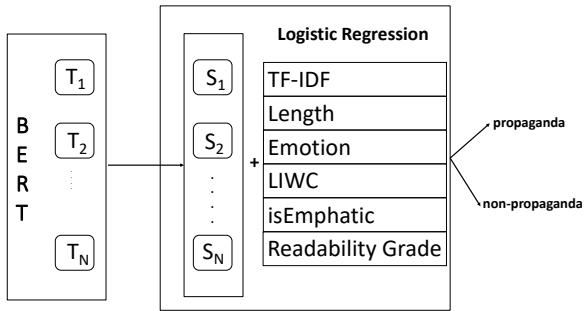 BERT
T1
T2
TN
S1
S2
SN
+
Logistic Regression
TF-IDF
Length
Emotion
LIWC
isEmphatic
Readability Grade
propaganda
non-propaganda